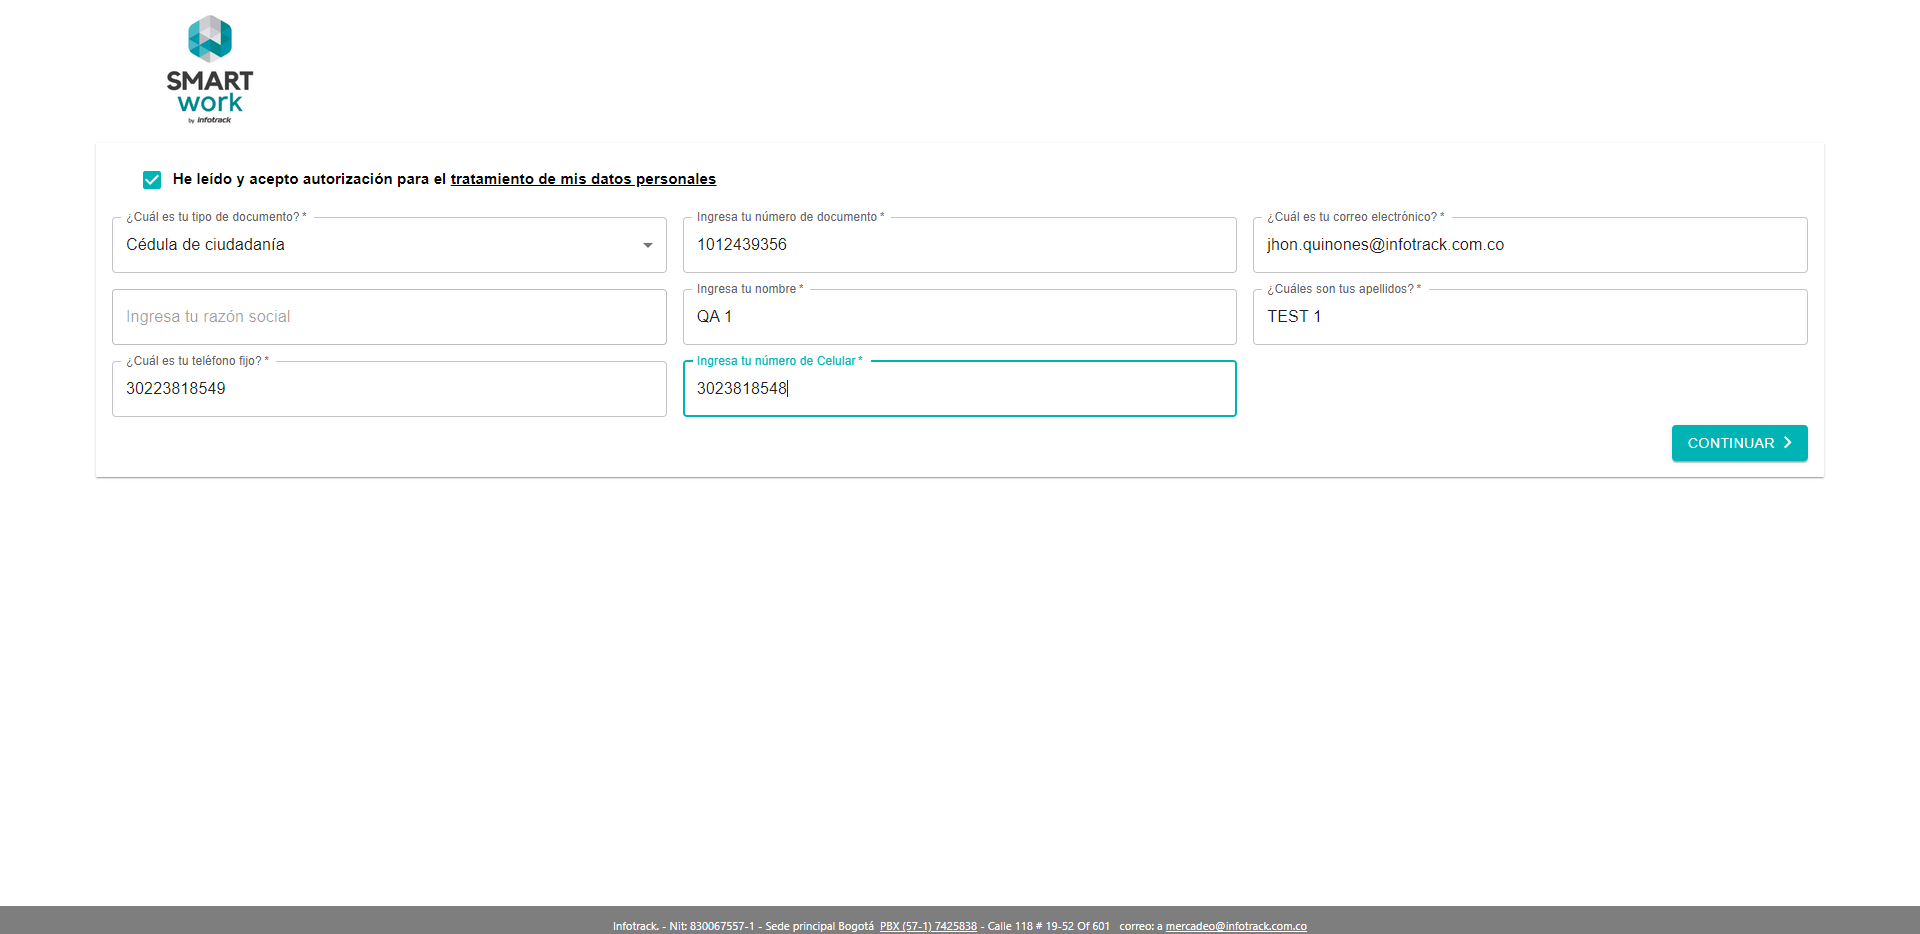 SMART
work
by infotrack
He leído y acepto autorización para el tratamiento de mis datos personales
¿Cuál es tu tipo de documento? *
Cédula de ciudadanía
Ingresa tu número de documento *
1012439356
¿Cuál es tu correo electrónico? *
jhon.quinones@infotrack.com.co
Ingresa tu razón social
Ingresa tu nombre *
QA 1
¿Cuáles son tus apellidos? *
TEST 1
¿Cuál es tu teléfono fijo? *
30223818549
Ingresa tu número de Celular *
3023818548
CONTINUAR
Infotrack. - Nit: 830067557-1 - Sede principal Bogotá PBX (57-1) 7425838 - Calle 118 # 19-52 Of 601 correo: a mercadeo@infotrack.com.co